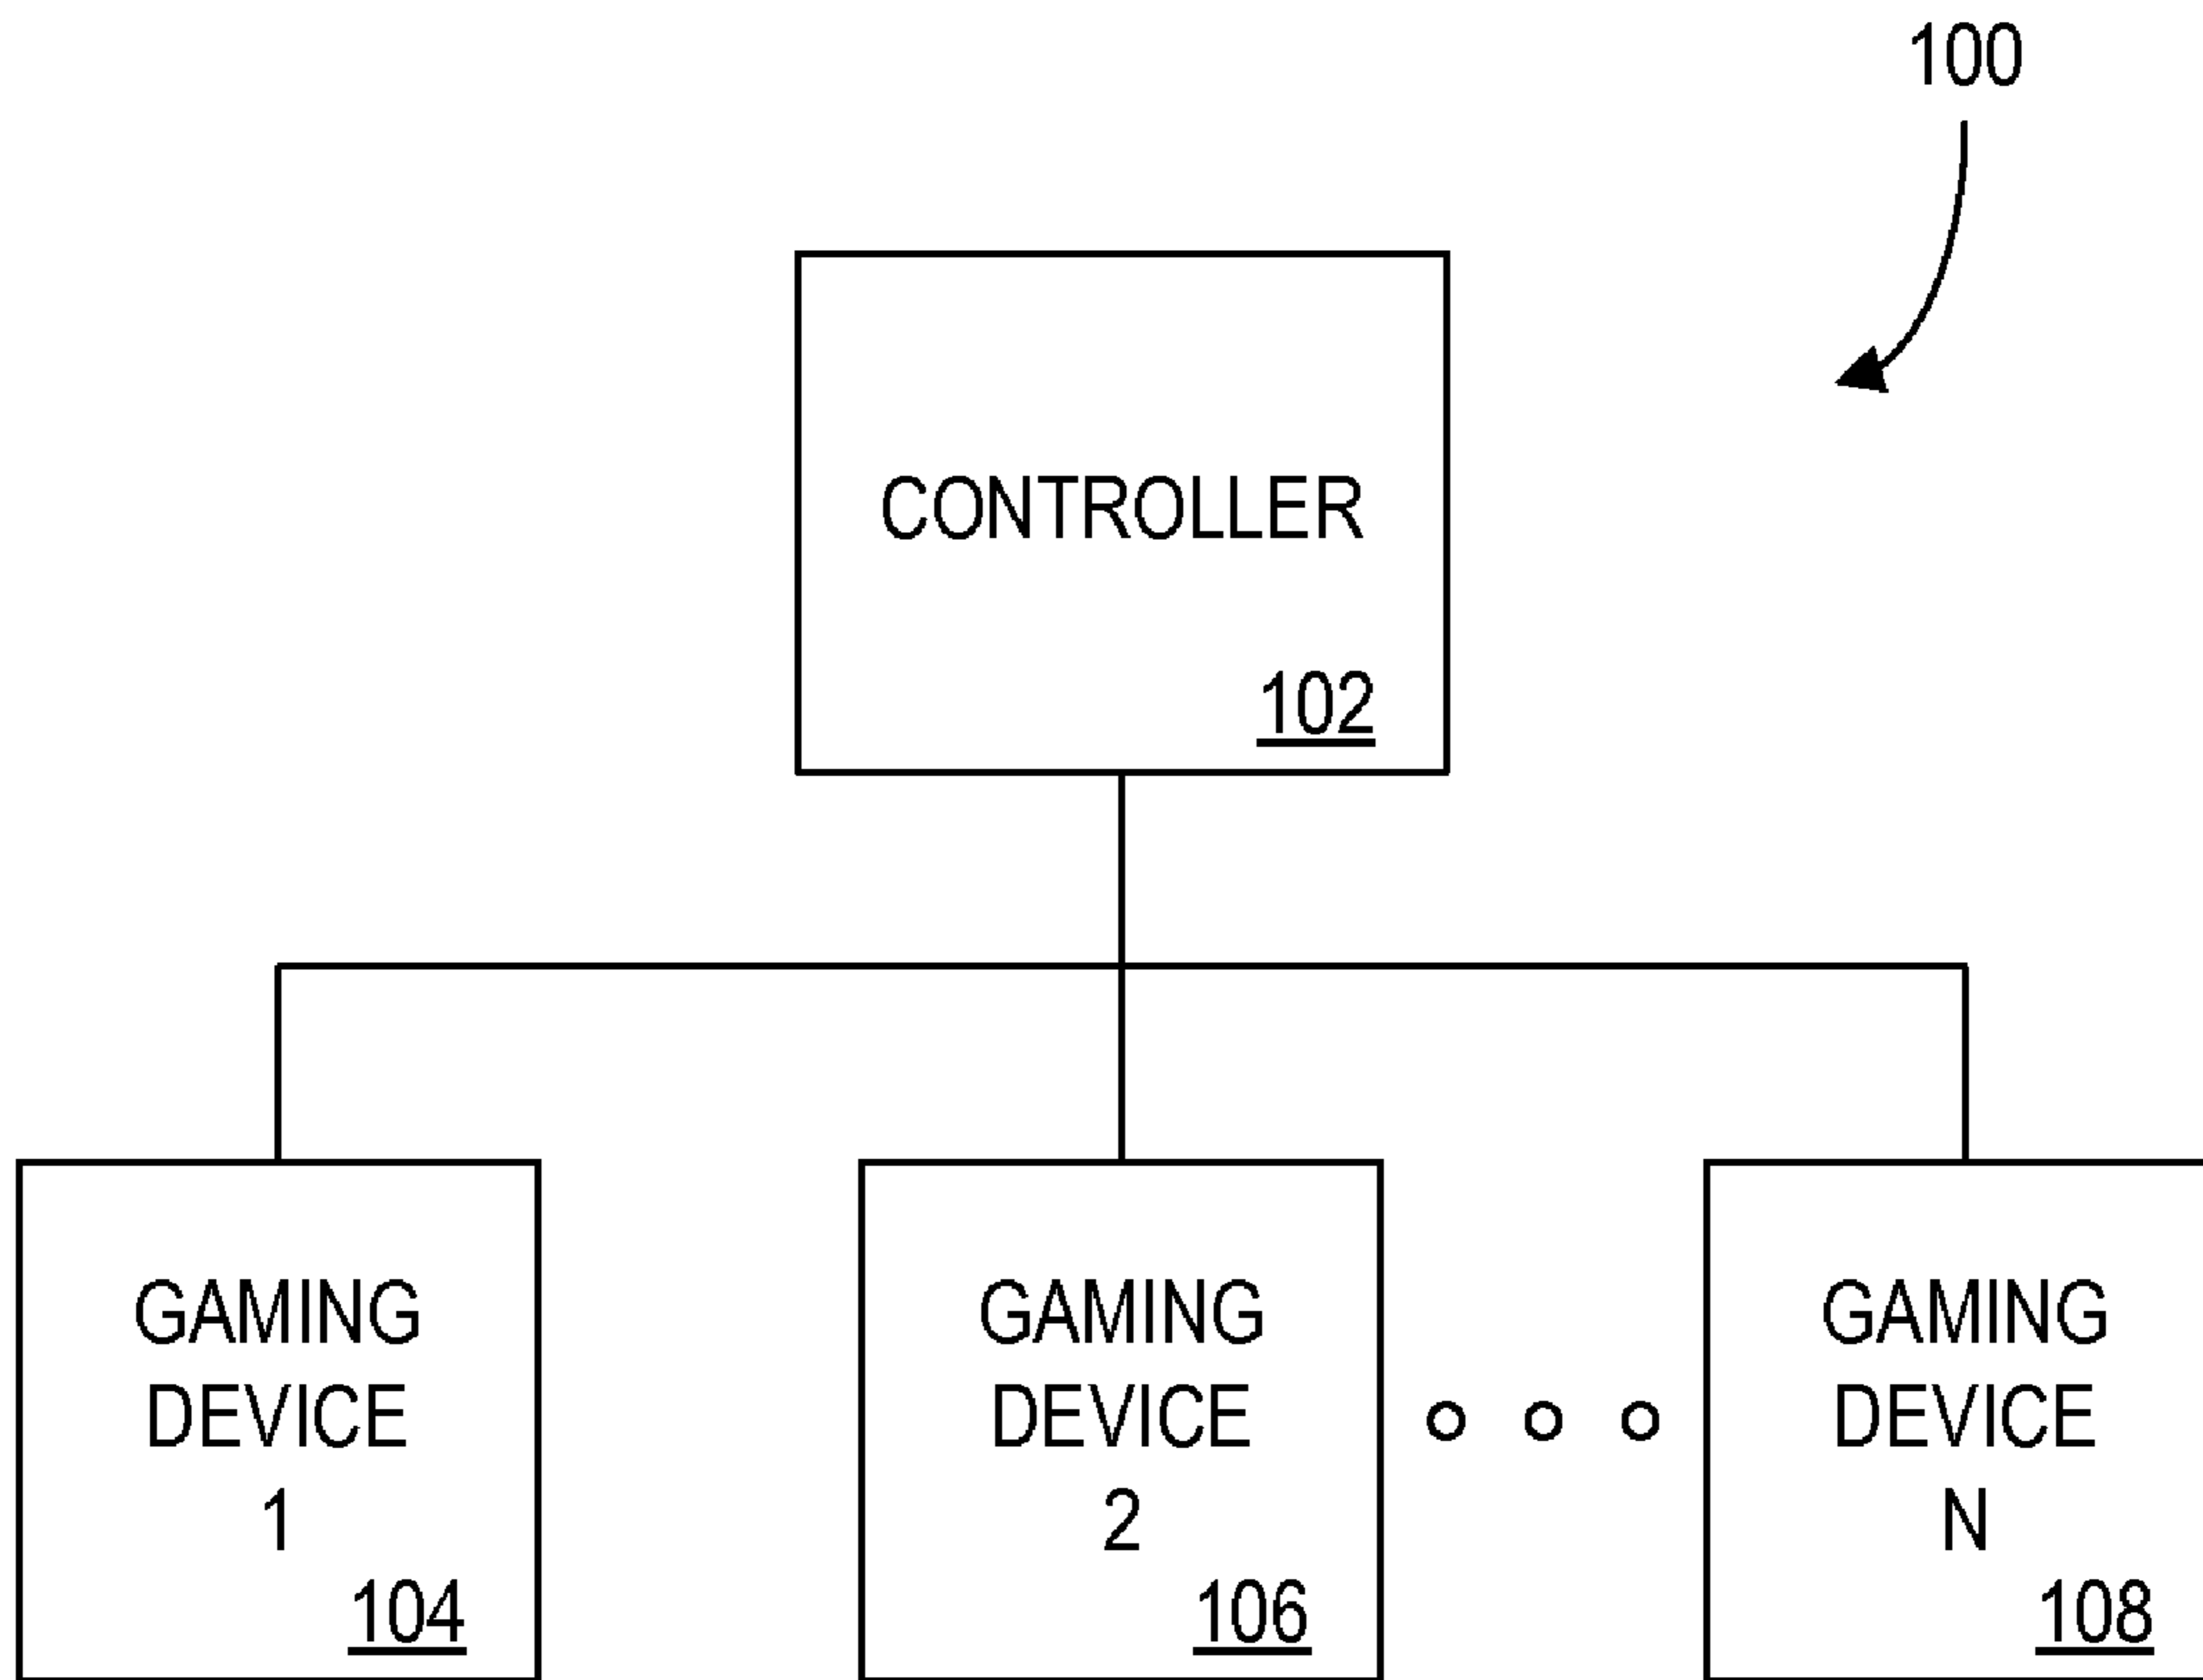 100
CONTROLLER
102
GAMING
DEVICE
1
104
GAMING
DEVICE
2
106
GAMING
DEVICE
N
108